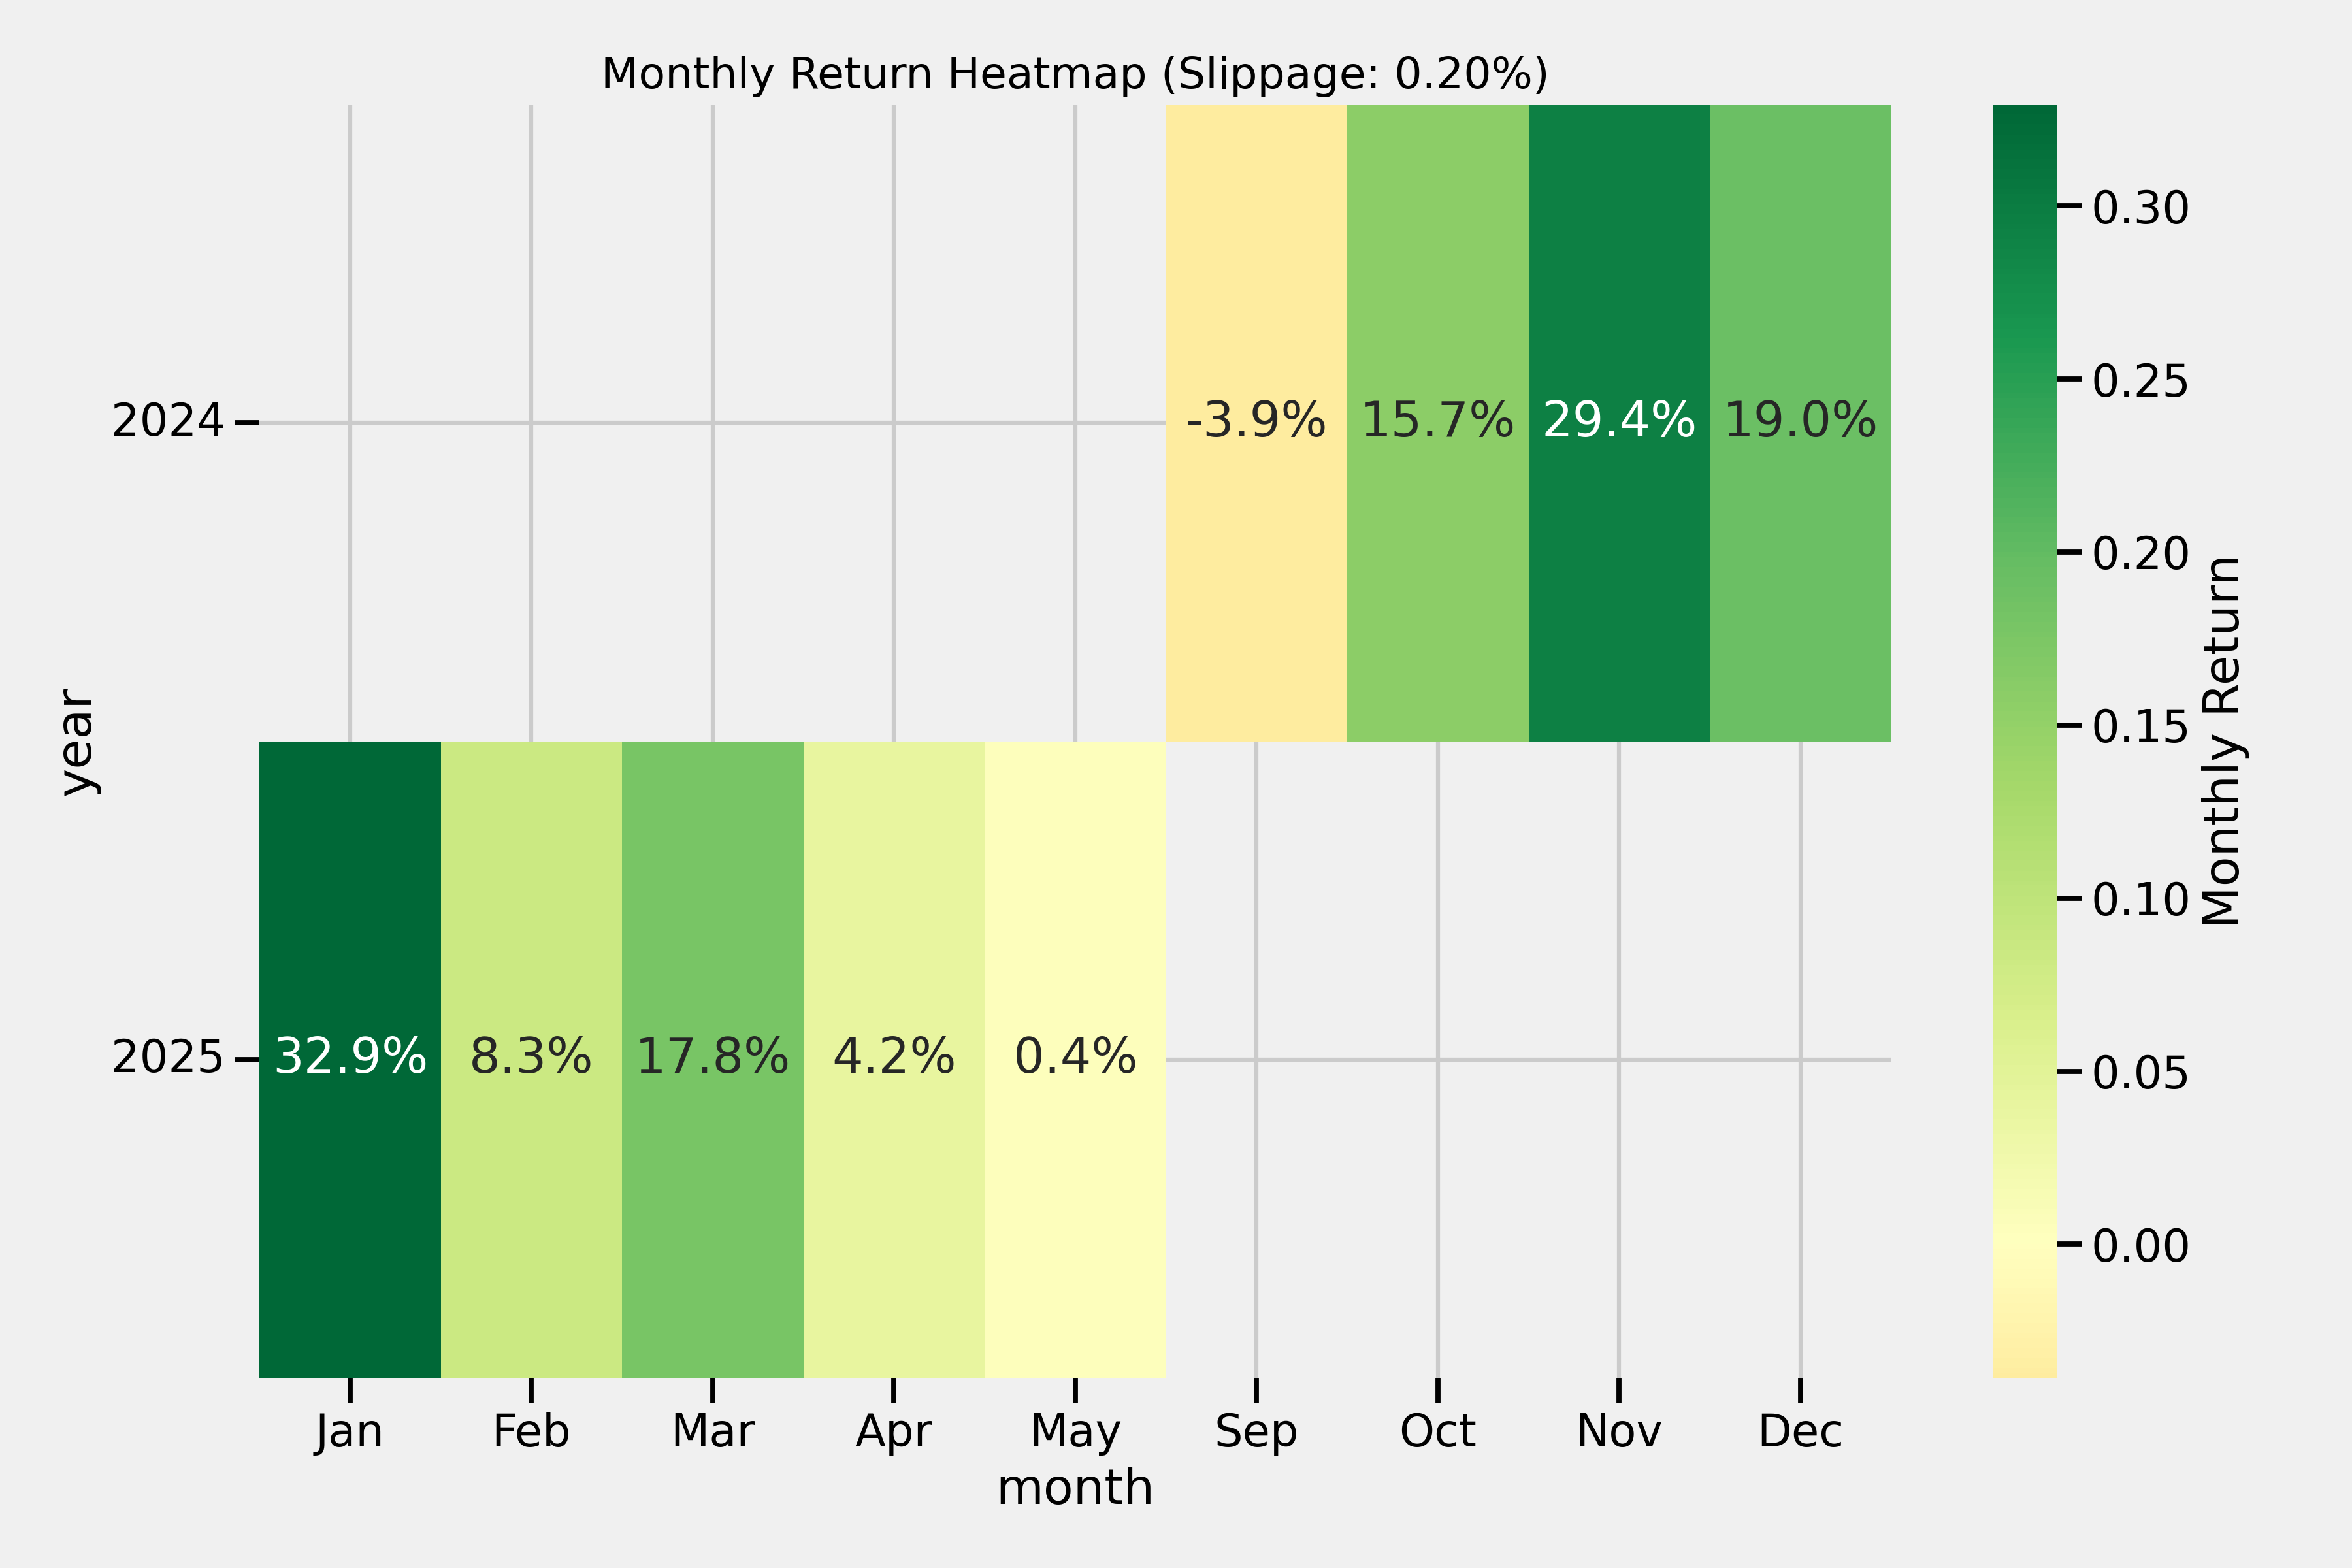 Monthly Return Heatmap (Slippage: 0.20%)
year
2024
-3.9% 15.7% 29.4% 19.0%
2025
32.9% 8.3% 17.8% 4.2% 0.4%
Jan Feb Mar Apr May Sep Oct Nov Dec
month
0.30
0.25
0.20
0.15
0.10
0.05
0.00
Monthly Return